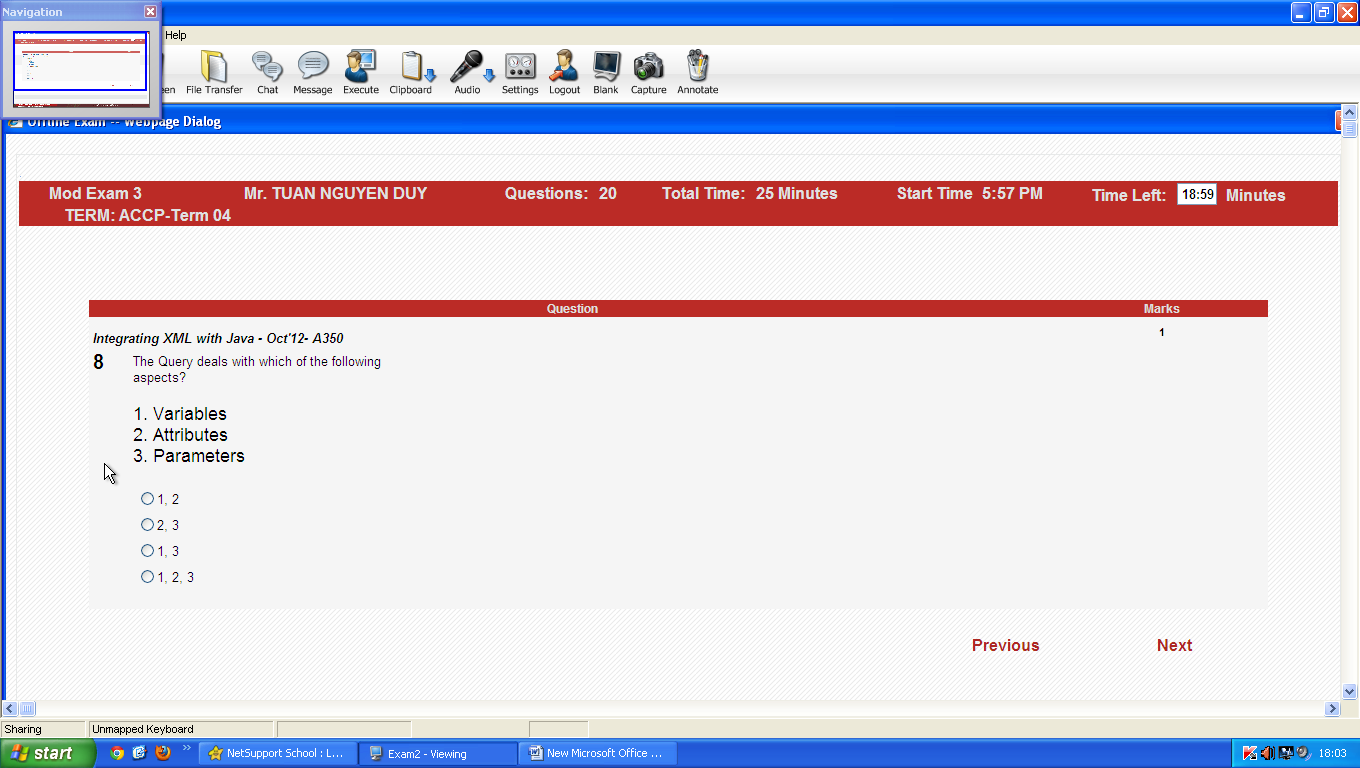 Navigation
Help
een File Transfer Chat Message Execute Clipboard Audio Settings Logout Blank Capture Annotate
Offline Exam -- Webpage Dialog
Mod Exam 3 Mr. TUAN NGUYEN DUY Questions: 20 Total Time: 25 Minutes Start Time 5:57 PM Time Left: 18:59 Minutes
TERM: ACCP-Term 04
Question Marks
Integrating XML with Java - Oct'12- A350 1
8 The Query deals with which of the following
aspects?
1. Variables
2. Attributes
3. Parameters
1, 2
2, 3
1, 3
1, 2, 3
Previous Next
Sharing Unmapped Keyboard
start NetSupport School : L... Exam2 - Viewing New Microsoft Office ... 18:03